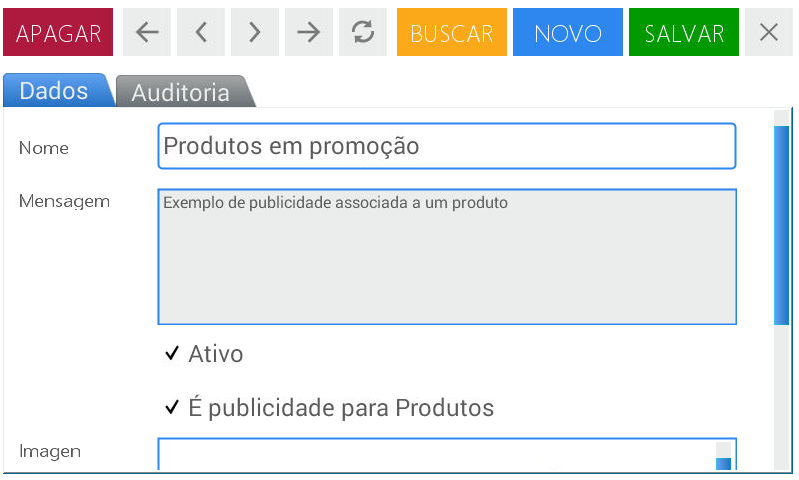 APAGAR BUSCAR NOVO SALVAR
Dados Auditoria
Nome Produtos em promoção
Mensagem Exemplo de publicidade associada a um produto
Ativo
É publicidade para Produtos
Imagen